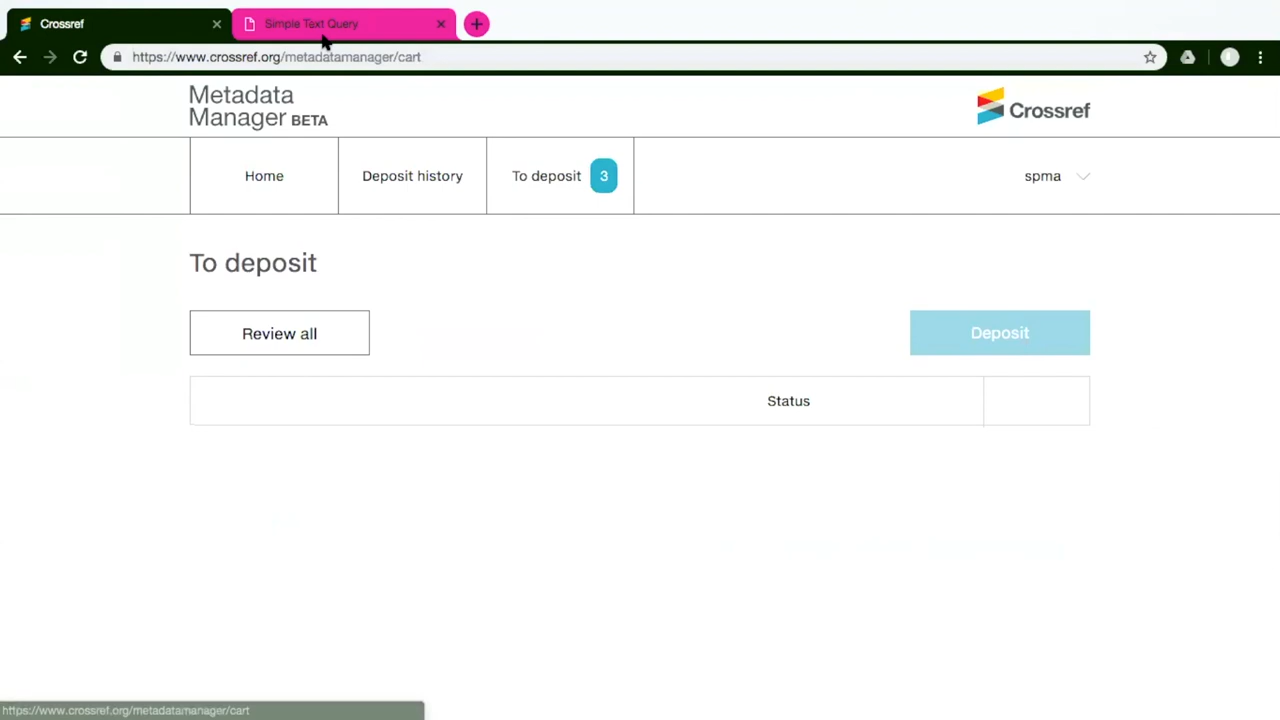 Crossref
Simple Text Query
https://www.crossref.org/metadatamanager/cart
Metadata
Manager BETA
Crossref
Home
Deposit history
To deposit 3
spma
To deposit
Review all
Deposit
Status
https://www.crossref.org/metadatamanager/cart